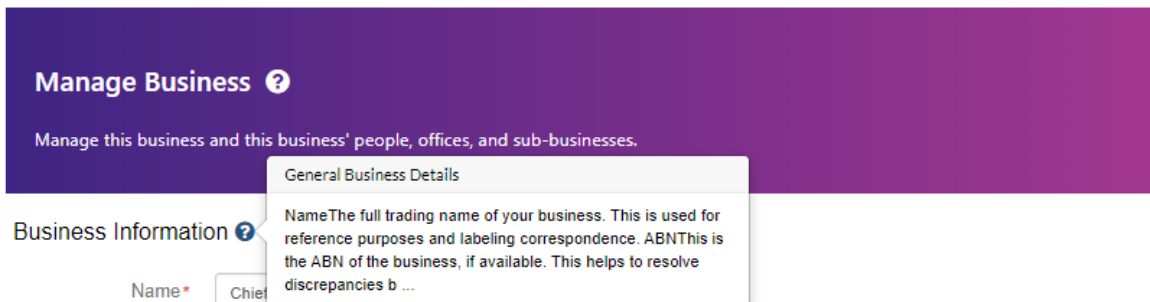 Manage Business ?
Manage this business and this business' people, offices, and sub-businesses.
General Business Details
NameThe full trading name of your business. This is used for
reference purposes and labeling correspondence. ABNThis is
the ABN of the business, if available. This helps to resolve
discrepancies b ...
Business Information ?
Name*
Chief